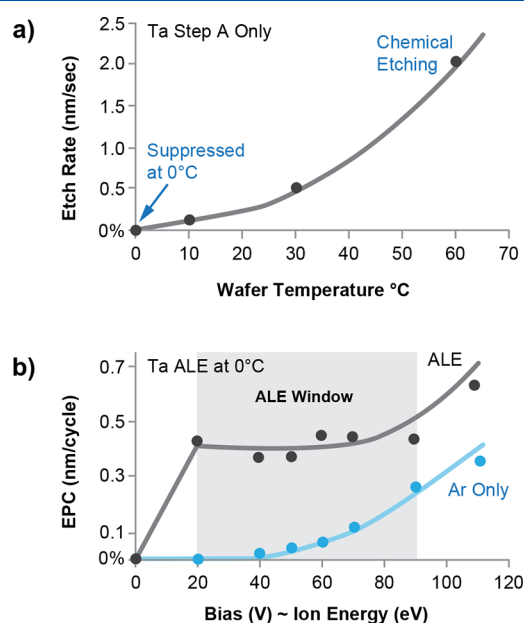 a)
Ta Step A Only
Chemical
Etching
Suppressed
at 0°C
Etch Rate (nm/sec)
2.5
2.0
1.5
1.0
0.5
0%
0 10 20 30 40 50 60 70
Wafer Temperature °C
b)
Ta ALE at 0°C
ALE
ALE Window
Ar Only
EPC (nm/cycle)
0.7
0.5
0.3
0.1
0%
0 20 40 60 80 100 120
Bias (V) ~ Ion Energy (eV)